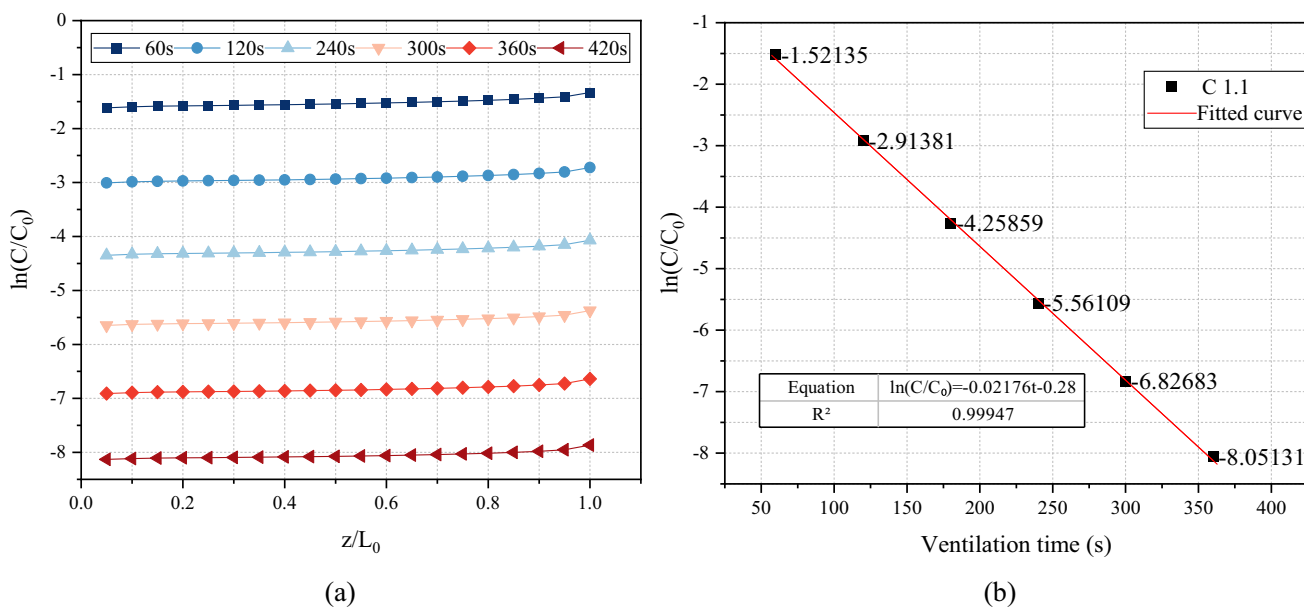 0
-1
-2
-3
-4
-5
-6
-7
-8
ln(C/C₀)
60s 120s 240s 300s 360s 420s
0.0 0.2 0.4 0.6 0.8 1.0
z/L₀
(a)
-1
-2
-3
-4
-5
-6
-7
-8
ln(C/C₀)
-1.52135
-2.91381
-4.25859
-5.56109
-6.82683
-8.05131
C 1.1
Fitted curve
Equation ln(C/C₀)=-0.02176t-0.28
R² 0.99947
100 150 200 250 300 350 400
Ventilation time (s)
(b)